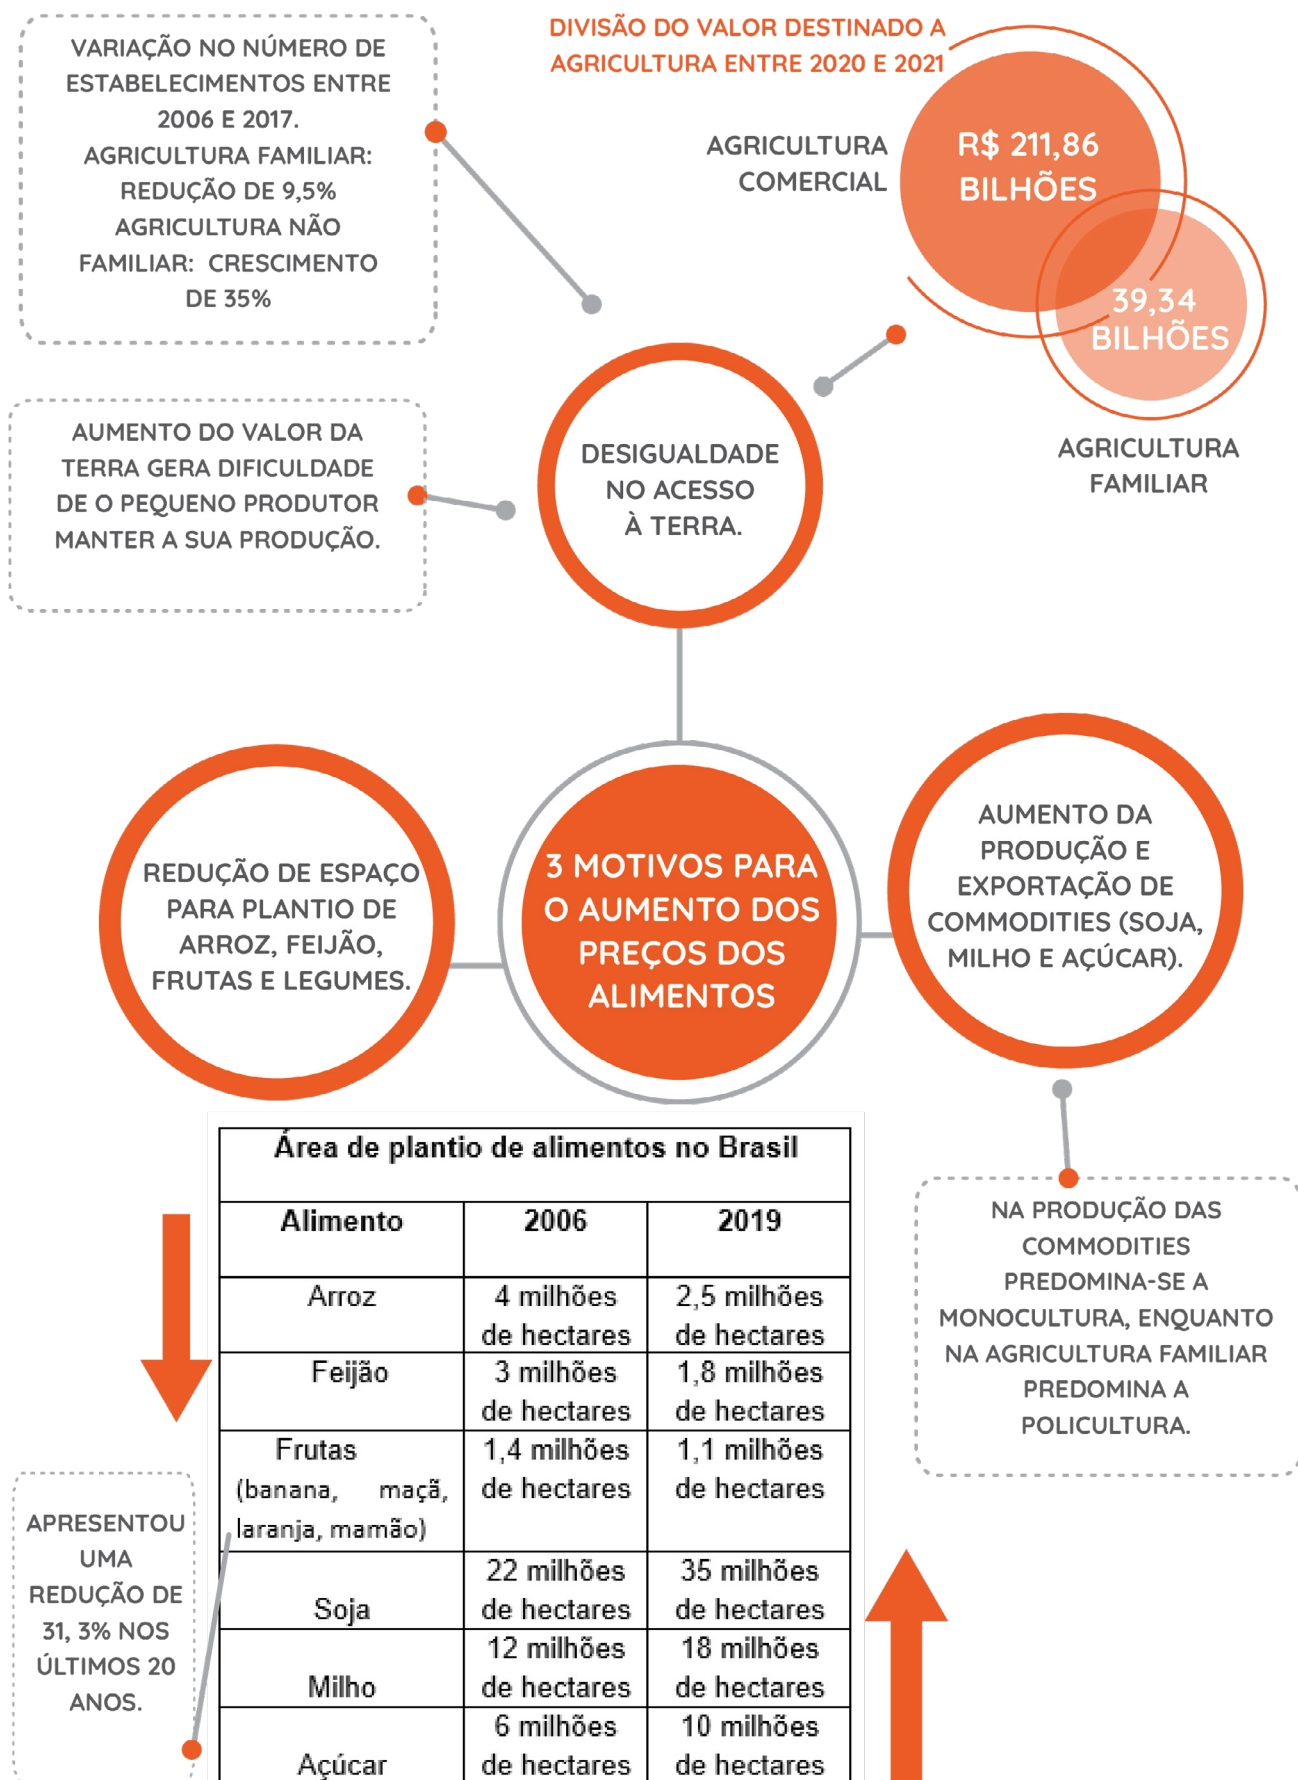 VARIAÇÃO NO NÚMERO DE
ESTABELECIMENTOS ENTRE
2006 E 2017.
AGRICULTURA FAMILIAR:
REDUÇÃO DE 9,5%
AGRICULTURA NÃO
FAMILIAR: CRESCIMENTO
DE 35%
DIVISÃO DO VALOR DESTINADO A
AGRICULTURA ENTRE 2020 E 2021
AGRICULTURA
COMERCIAL
R$ 211,86
BILHÕES
39,34
BILHÕES
AGRICULTURA
FAMILIAR
AUMENTO DO VALOR DA
TERRA GERA DIFICULDADE
DE O PEQUENO PRODUTOR
MANTER A SUA PRODUÇÃO.
DESIGUALDADE
NO ACESSO
À TERRA.
REDUÇÃO DE ESPAÇO
PARA PLANTIO DE
ARROZ, FEIJÃO,
FRUTAS E LEGUMES.
3 MOTIVOS PARA
O AUMENTO DOS
PREÇOS DOS
ALIMENTOS
AUMENTO DA
PRODUÇÃO E
EXPORTAÇÃO DE
COMMODITIES (SOJA,
MILHO E AÇÚCAR).
NA PRODUÇÃO DAS
COMMODITIES
PREDOMINA-SE A
MONOCULTURA, ENQUANTO
NA AGRICULTURA FAMILIAR
PREDOMINA A
POLICULTURA.
Área de plantio de alimentos no Brasil
Alimento 2006 2019
Arroz 4 milhões 2,5 milhões
de hectares de hectares
Feijão 3 milhões 1,8 milhões
de hectares de hectares
Frutas 1,4 milhões 1,1 milhões
(banana, maçã, de hectares de hectares
laranja, mamão)
22 milhões 35 milhões
Soja de hectares de hectares
12 milhões 18 milhões
Milho de hectares de hectares
6 milhões 10 milhões
Açúcar de hectares de hectares
APRESENTOU
UMA
REDUÇÃO DE
31, 3% NOS
ÚLTIMOS 20
ANOS.